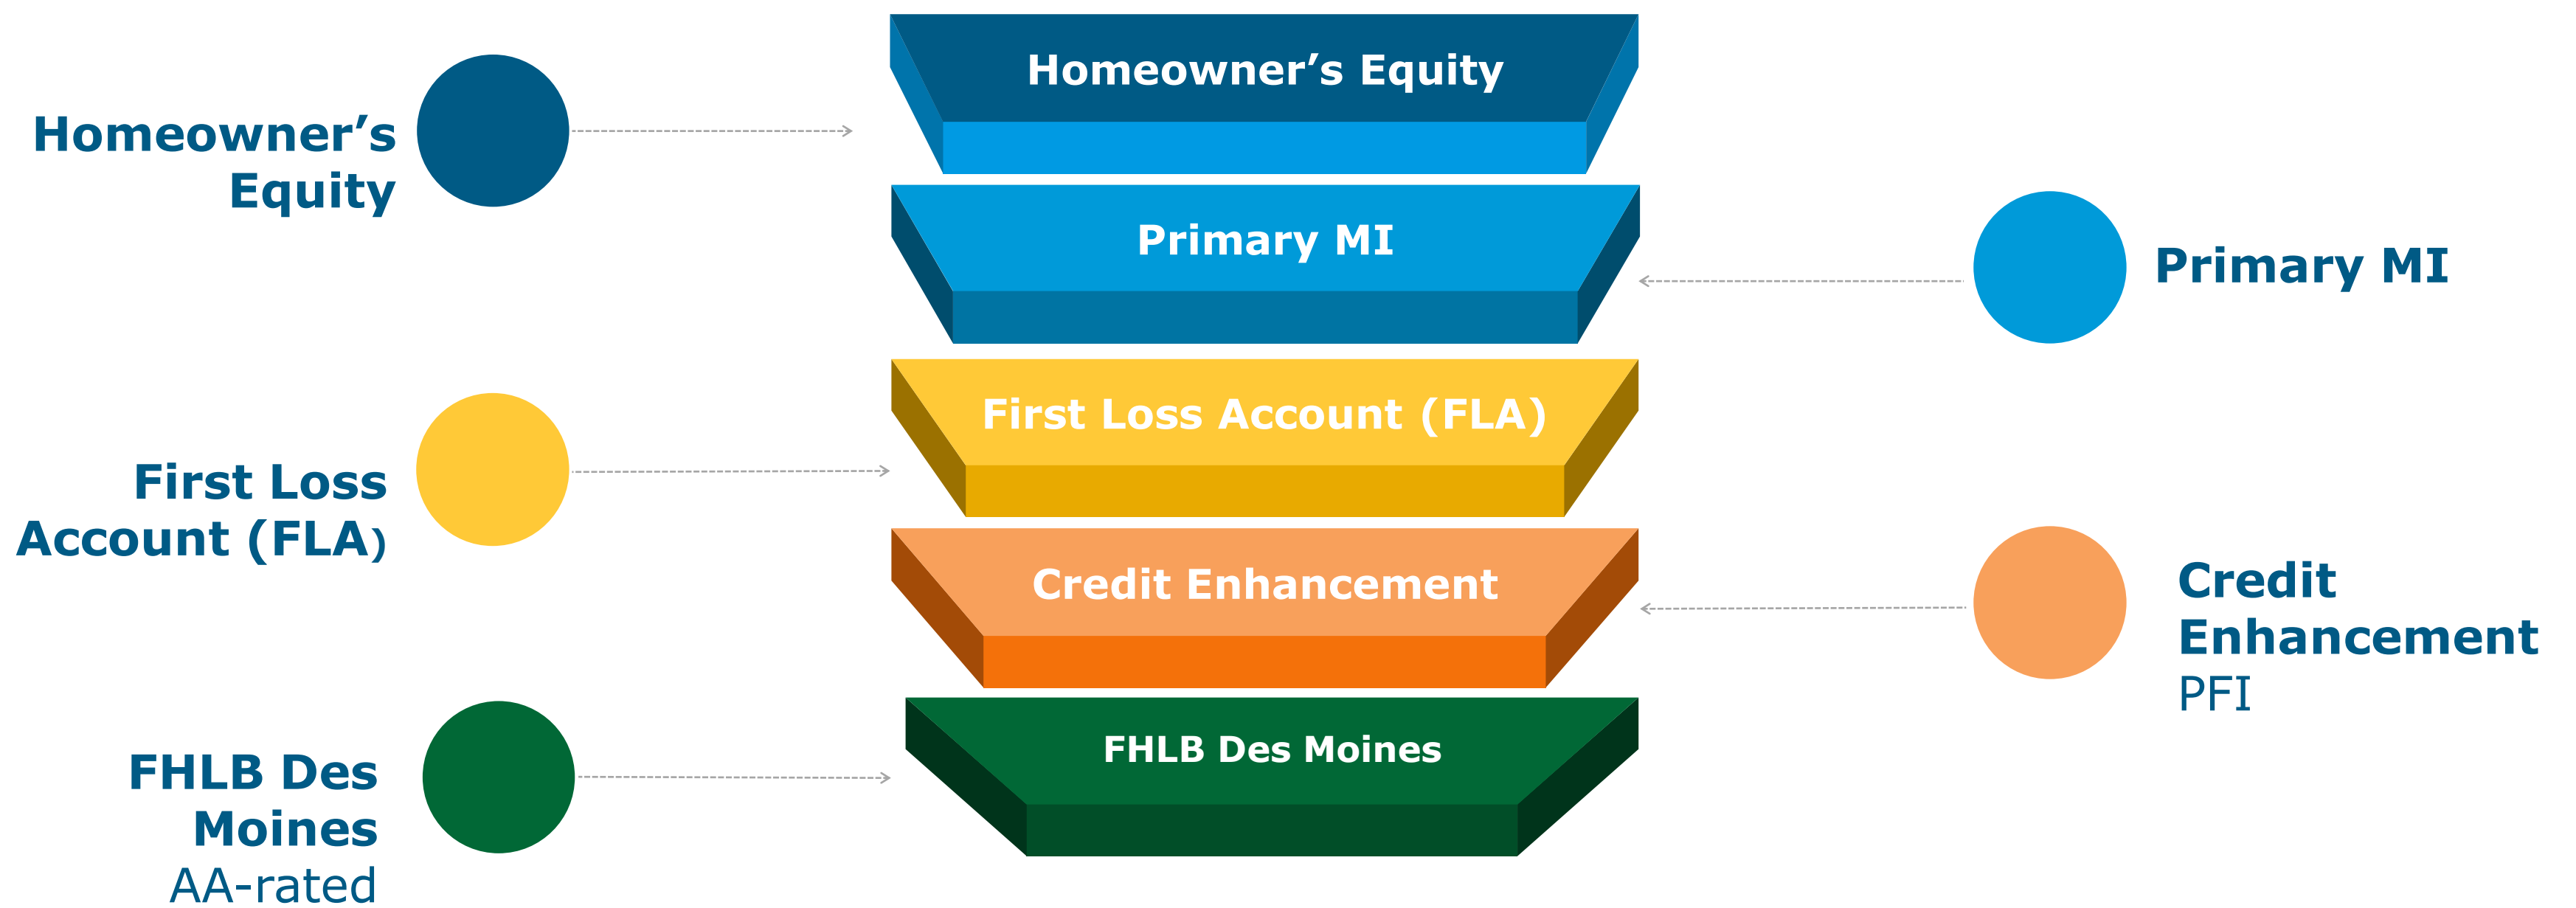 Homeowner’s Equity
Homeowner’s
Equity
Primary MI
Primary MI
First Loss Account (FLA)
First Loss
Account (FLA)
Credit Enhancement
Credit
Enhancement
PFI
FHLB Des Moines
FHLB Des
Moines
AA-rated